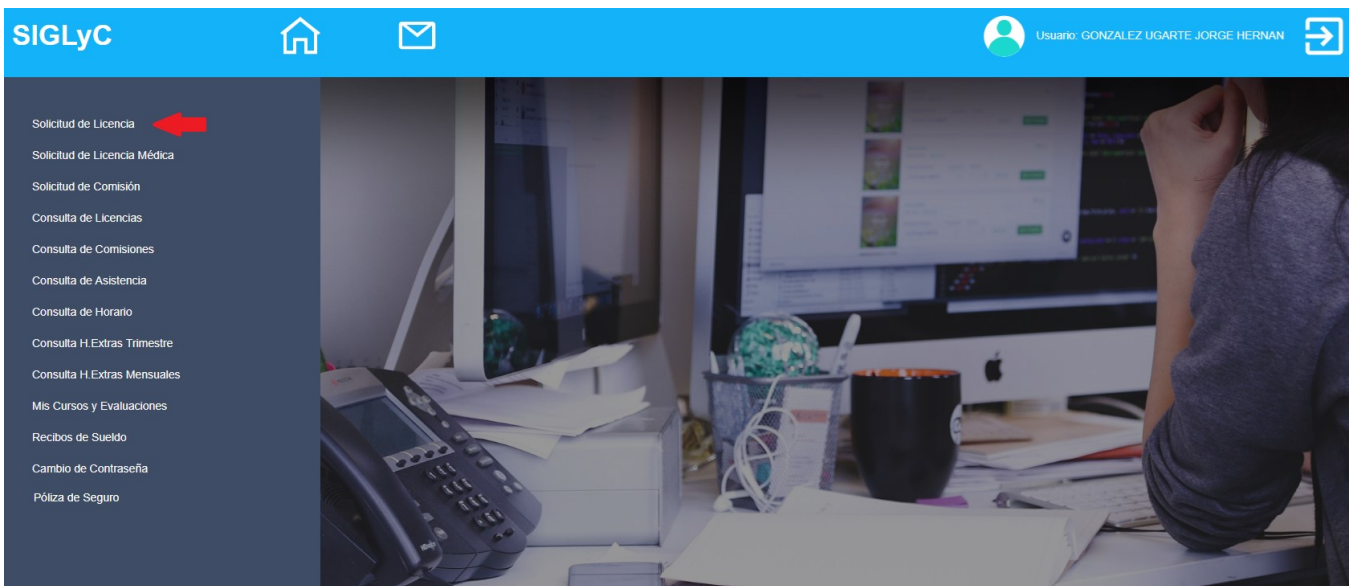 SIGLyC
Usuario: GONZALEZ UGARTE JORGE HERNAN
Solicitud de Licencia
Solicitud de Licencia Médica
Solicitud de Comisión
Consulta de Licencias
Consulta de Comisiones
Consulta de Asistencia
Consulta de Horario
Consulta H.Extras Trimestre
Consulta H.Extras Mensuales
Mis Cursos y Evaluaciones
Recibos de Sueldo
Cambio de Contraseña
Póliza de Seguro